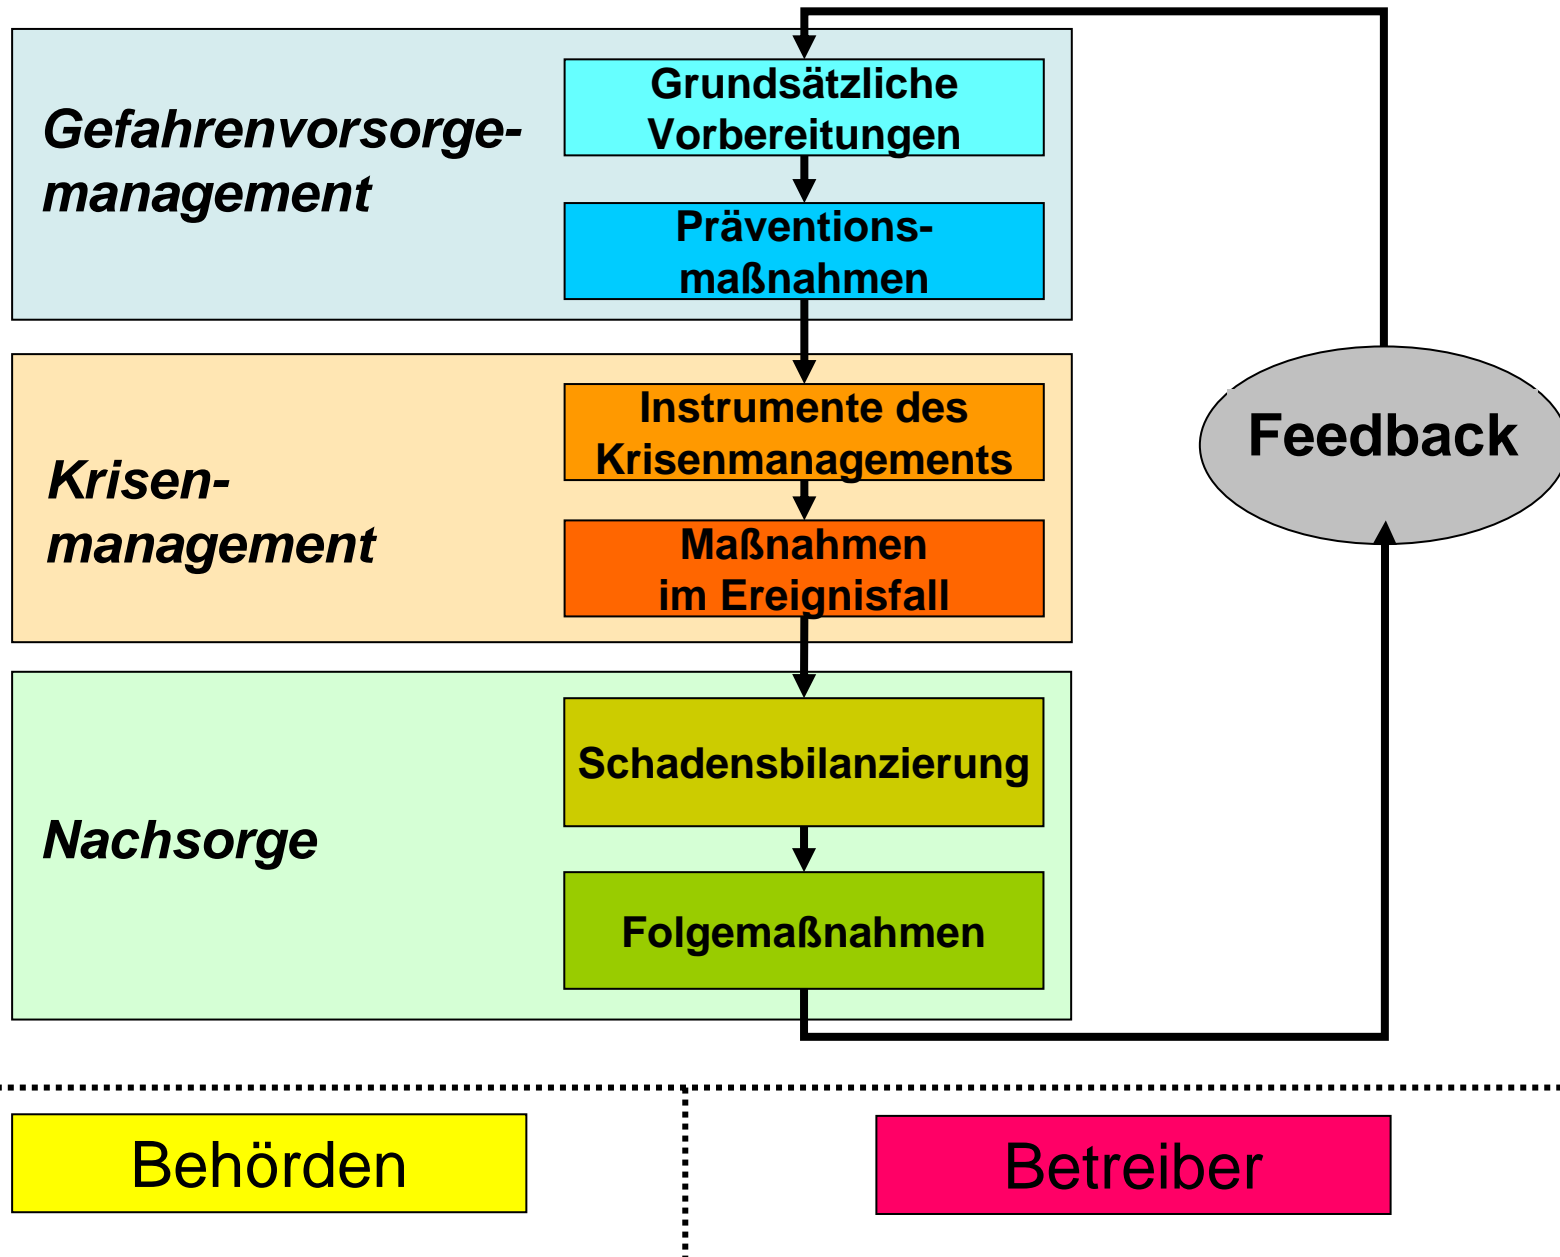 Gefahrenvorsorge-
management
Grundsätzliche
Vorbereitungen
Präventions-
maßnahmen
Krisen-
management
Instrumente des
Krisenmanagements
Maßnahmen
im Ereignisfall
Feedback
Nachsorge
Schadensbilanzierung
Folgemaßnahmen
Behörden
Betreiber